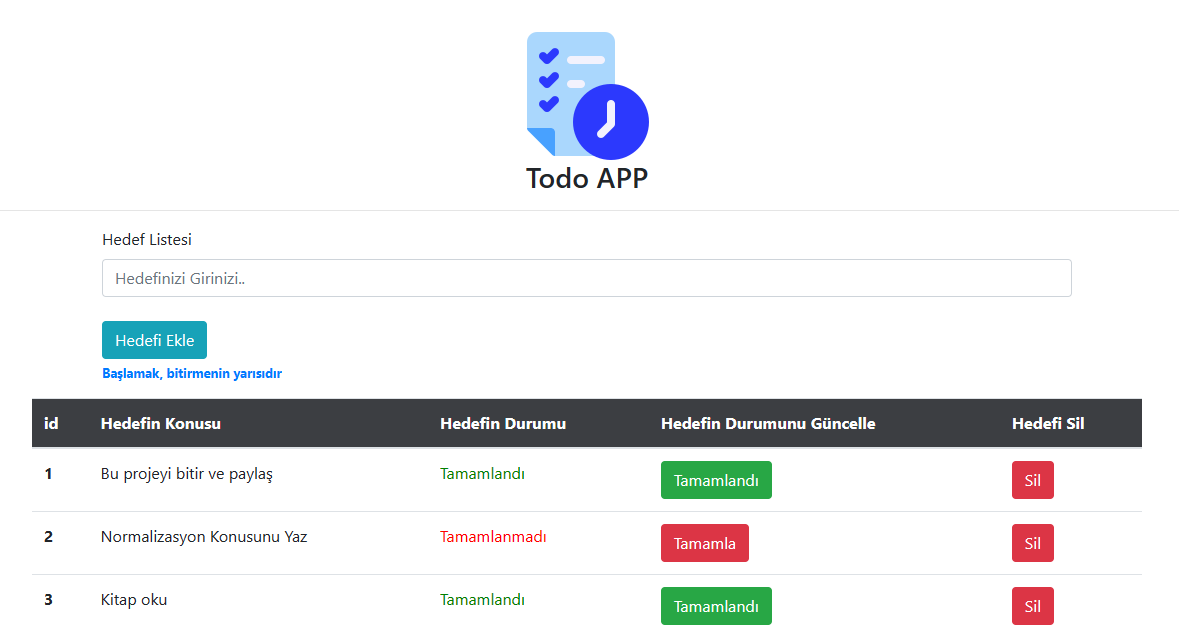 Todo APP
Hedef Listesi
Hedefinizi Girinizi..
Hedefi Ekle
Başlamak, bitirmenin yarısıdır
id Hedefin Konusu Hedefin Durumu Hedefin Durumunu Güncelle Hedefi Sil
1 Bu projeyi bitir ve paylaş Tamamlandı Tamamlandı Sil
2 Normalizasyon Konusunu Yaz Tamamlanmadı Tamamla Sil
3 Kitap oku Tamamlandı Tamamlandı Sil